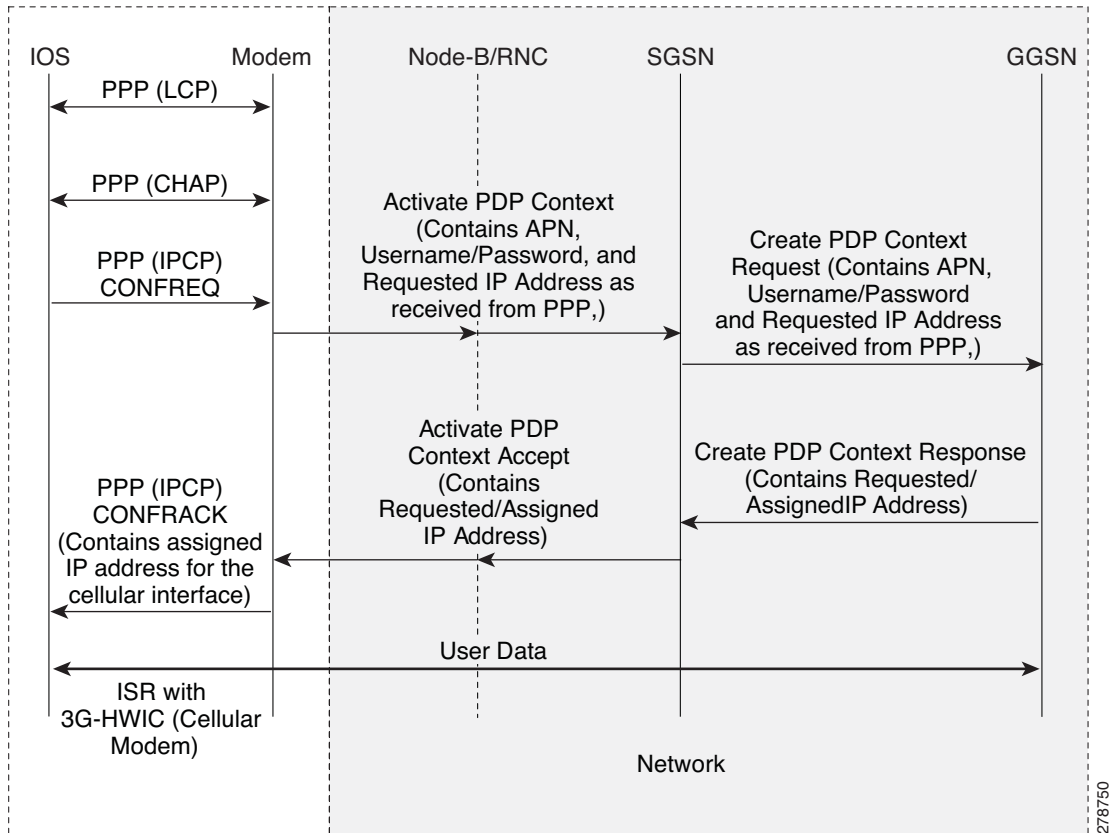 IOS
Modem
Node-B/RNC
SGSN
GGSN
PPP (LCP)
PPP (CHAP)
PPP (IPCP)
CONFREQ
Activate PDP Context
(Contains APN,
Username/Password, and
Requested IP Address as
received from PPP,)
Create PDP Context
Request (Contains APN,
Username/Password
and Requested IP Address
as received from PPP,)
Activate PDP
Context Accept
(Contains
Requested/Assigned
IP Address)
Create PDP Context Response
(Contains Requested/
AssignedIP Address)
PPP (IPCP)
CONFRACK
(Contains assigned
IP address for the
cellular interface)
User Data
ISR with
3G-HWIC (Cellular
Modem)
Network
278750